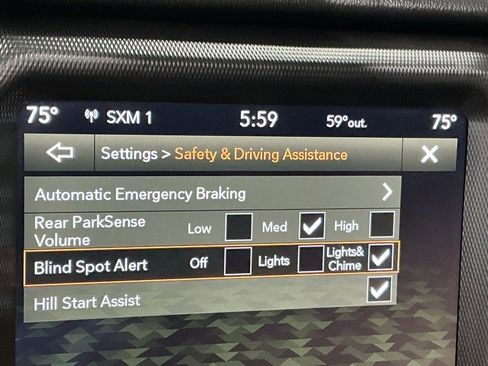 75° SXM 1 5:59 59°out. 75°
Settings > Safety & Driving Assistance
Automatic Emergency Braking
Rear ParkSense
Volume
Low Med High
Blind Spot Alert Off Lights Lights&
Chime
Hill Start Assist